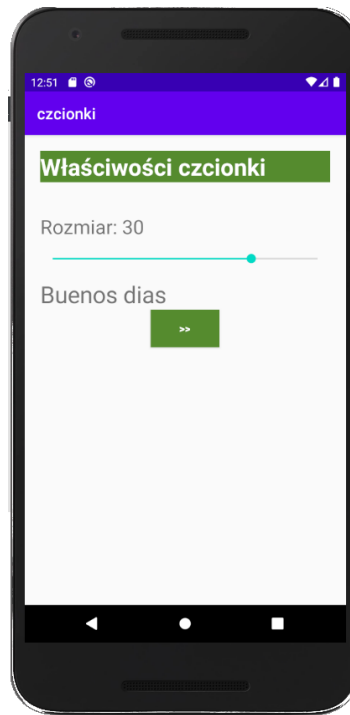 12:51
czcionki
Właściwości czcionki
Rozmiar: 30
Buenos dias
>>